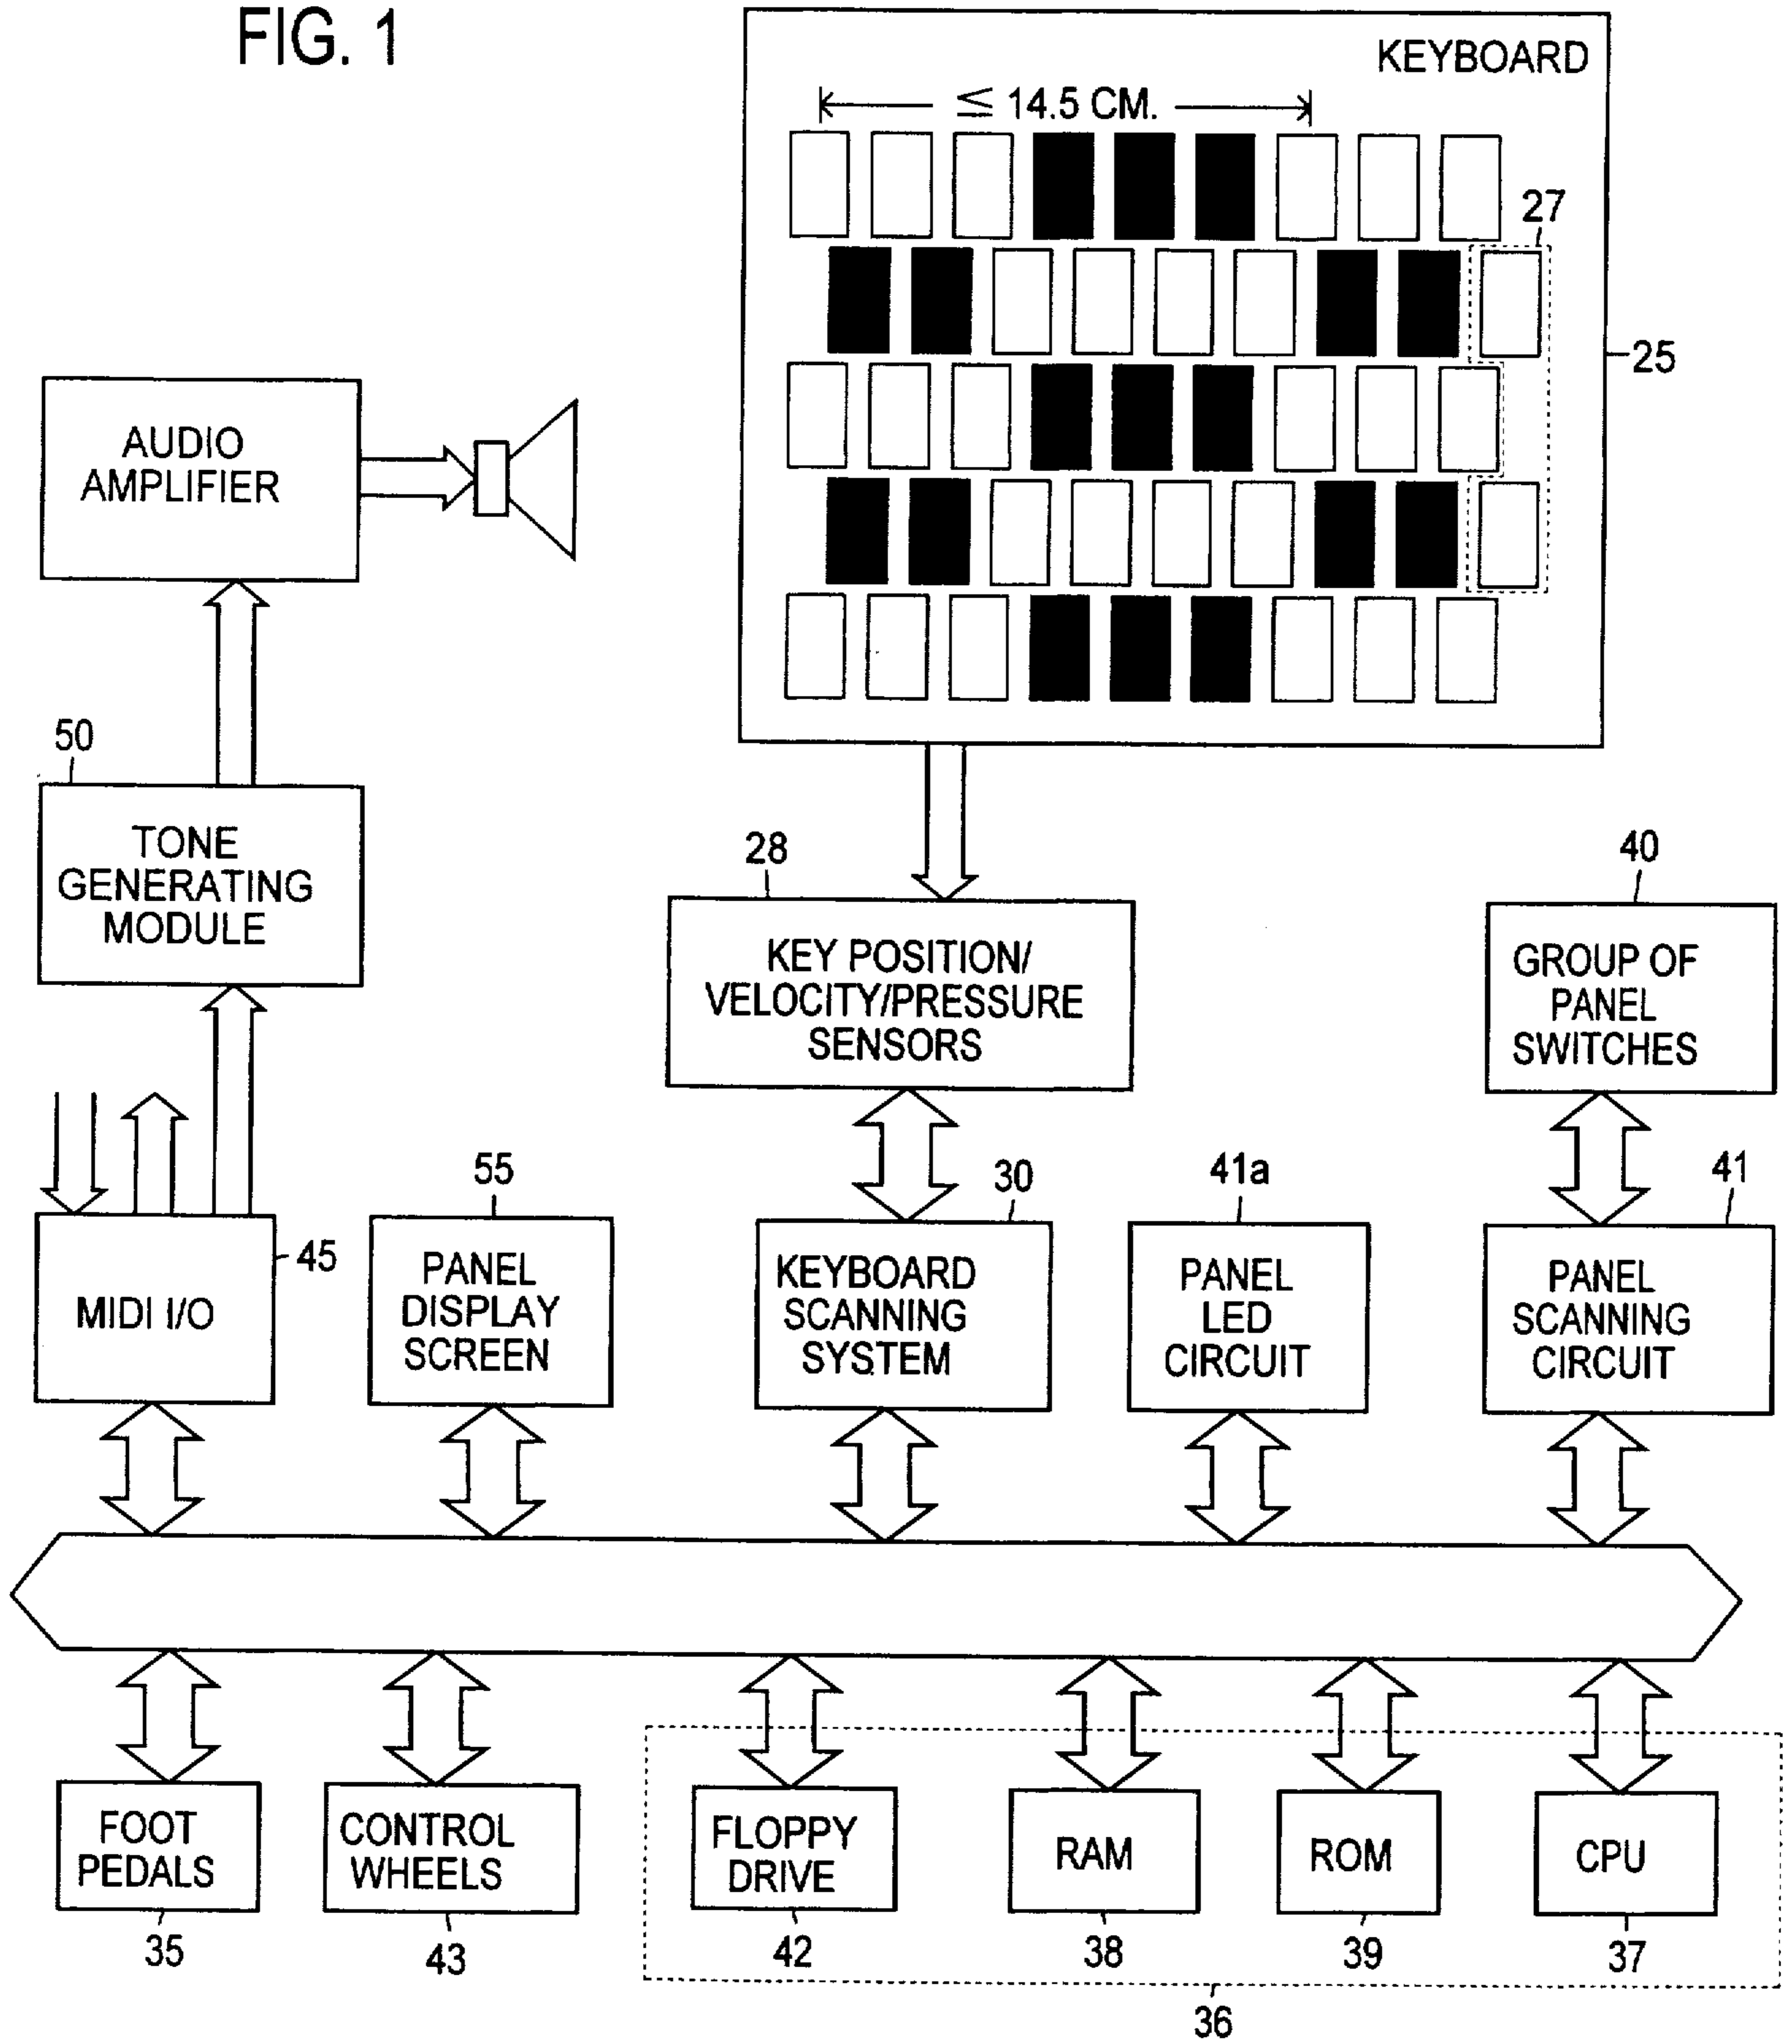 FIG. 1
KEYBOARD
≦ 14.5 CM.
27
25
AUDIO
AMPLIFIER
50
TONE
GENERATING
MODULE
28
KEY POSITION/
VELOCITY/PRESSURE
SENSORS
40
GROUP OF
PANEL
SWITCHES
45
MIDI I/O
55
PANEL
DISPLAY
SCREEN
30
KEYBOARD
SCANNING
SYSTEM
41a
PANEL
LED
CIRCUIT
41
PANEL
SCANNING
CIRCUIT
FOOT
PEDALS
35
CONTROL
WHEELS
43
FLOPPY
DRIVE
42
RAM
38
ROM
39
CPU
37
36